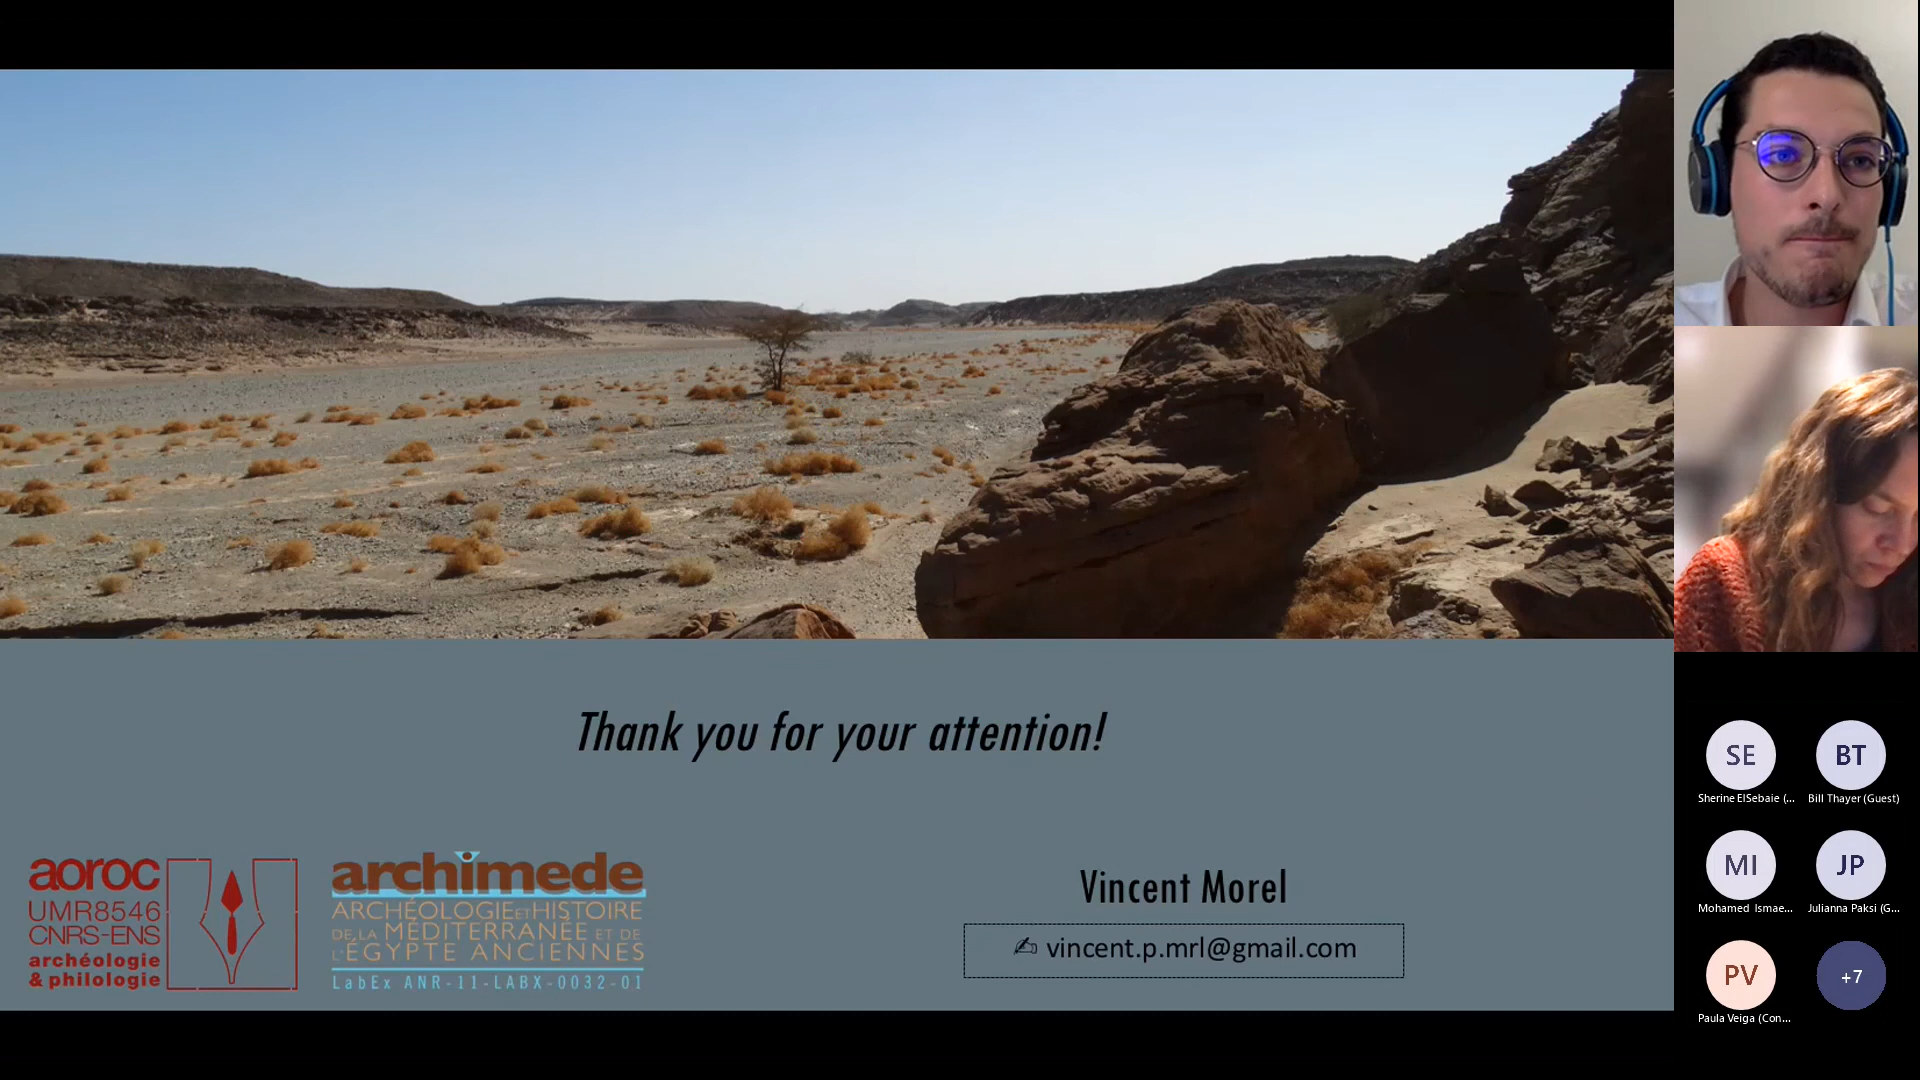 Thank you for your attention!
aoroc
UMR8546
CNRS-ENS
archéologie
& philologie
archimede
ARCHÉOLOGIE ET HISTOIRE
DE LA MÉDITERRANÉE ET DE
L'ÉGYPTE ANCIENNES
LabEx ANR-11-LABX-0032-01
Vincent Morel
✍ vincent.p.mrl@gmail.com
SE
BT
Sherine ElSebaie (...
Bill Thayer (Guest)
MI
JP
Mohamed Ismae...
Julianna Paksi (G...
PV
+7
Paula Veiga (Con...